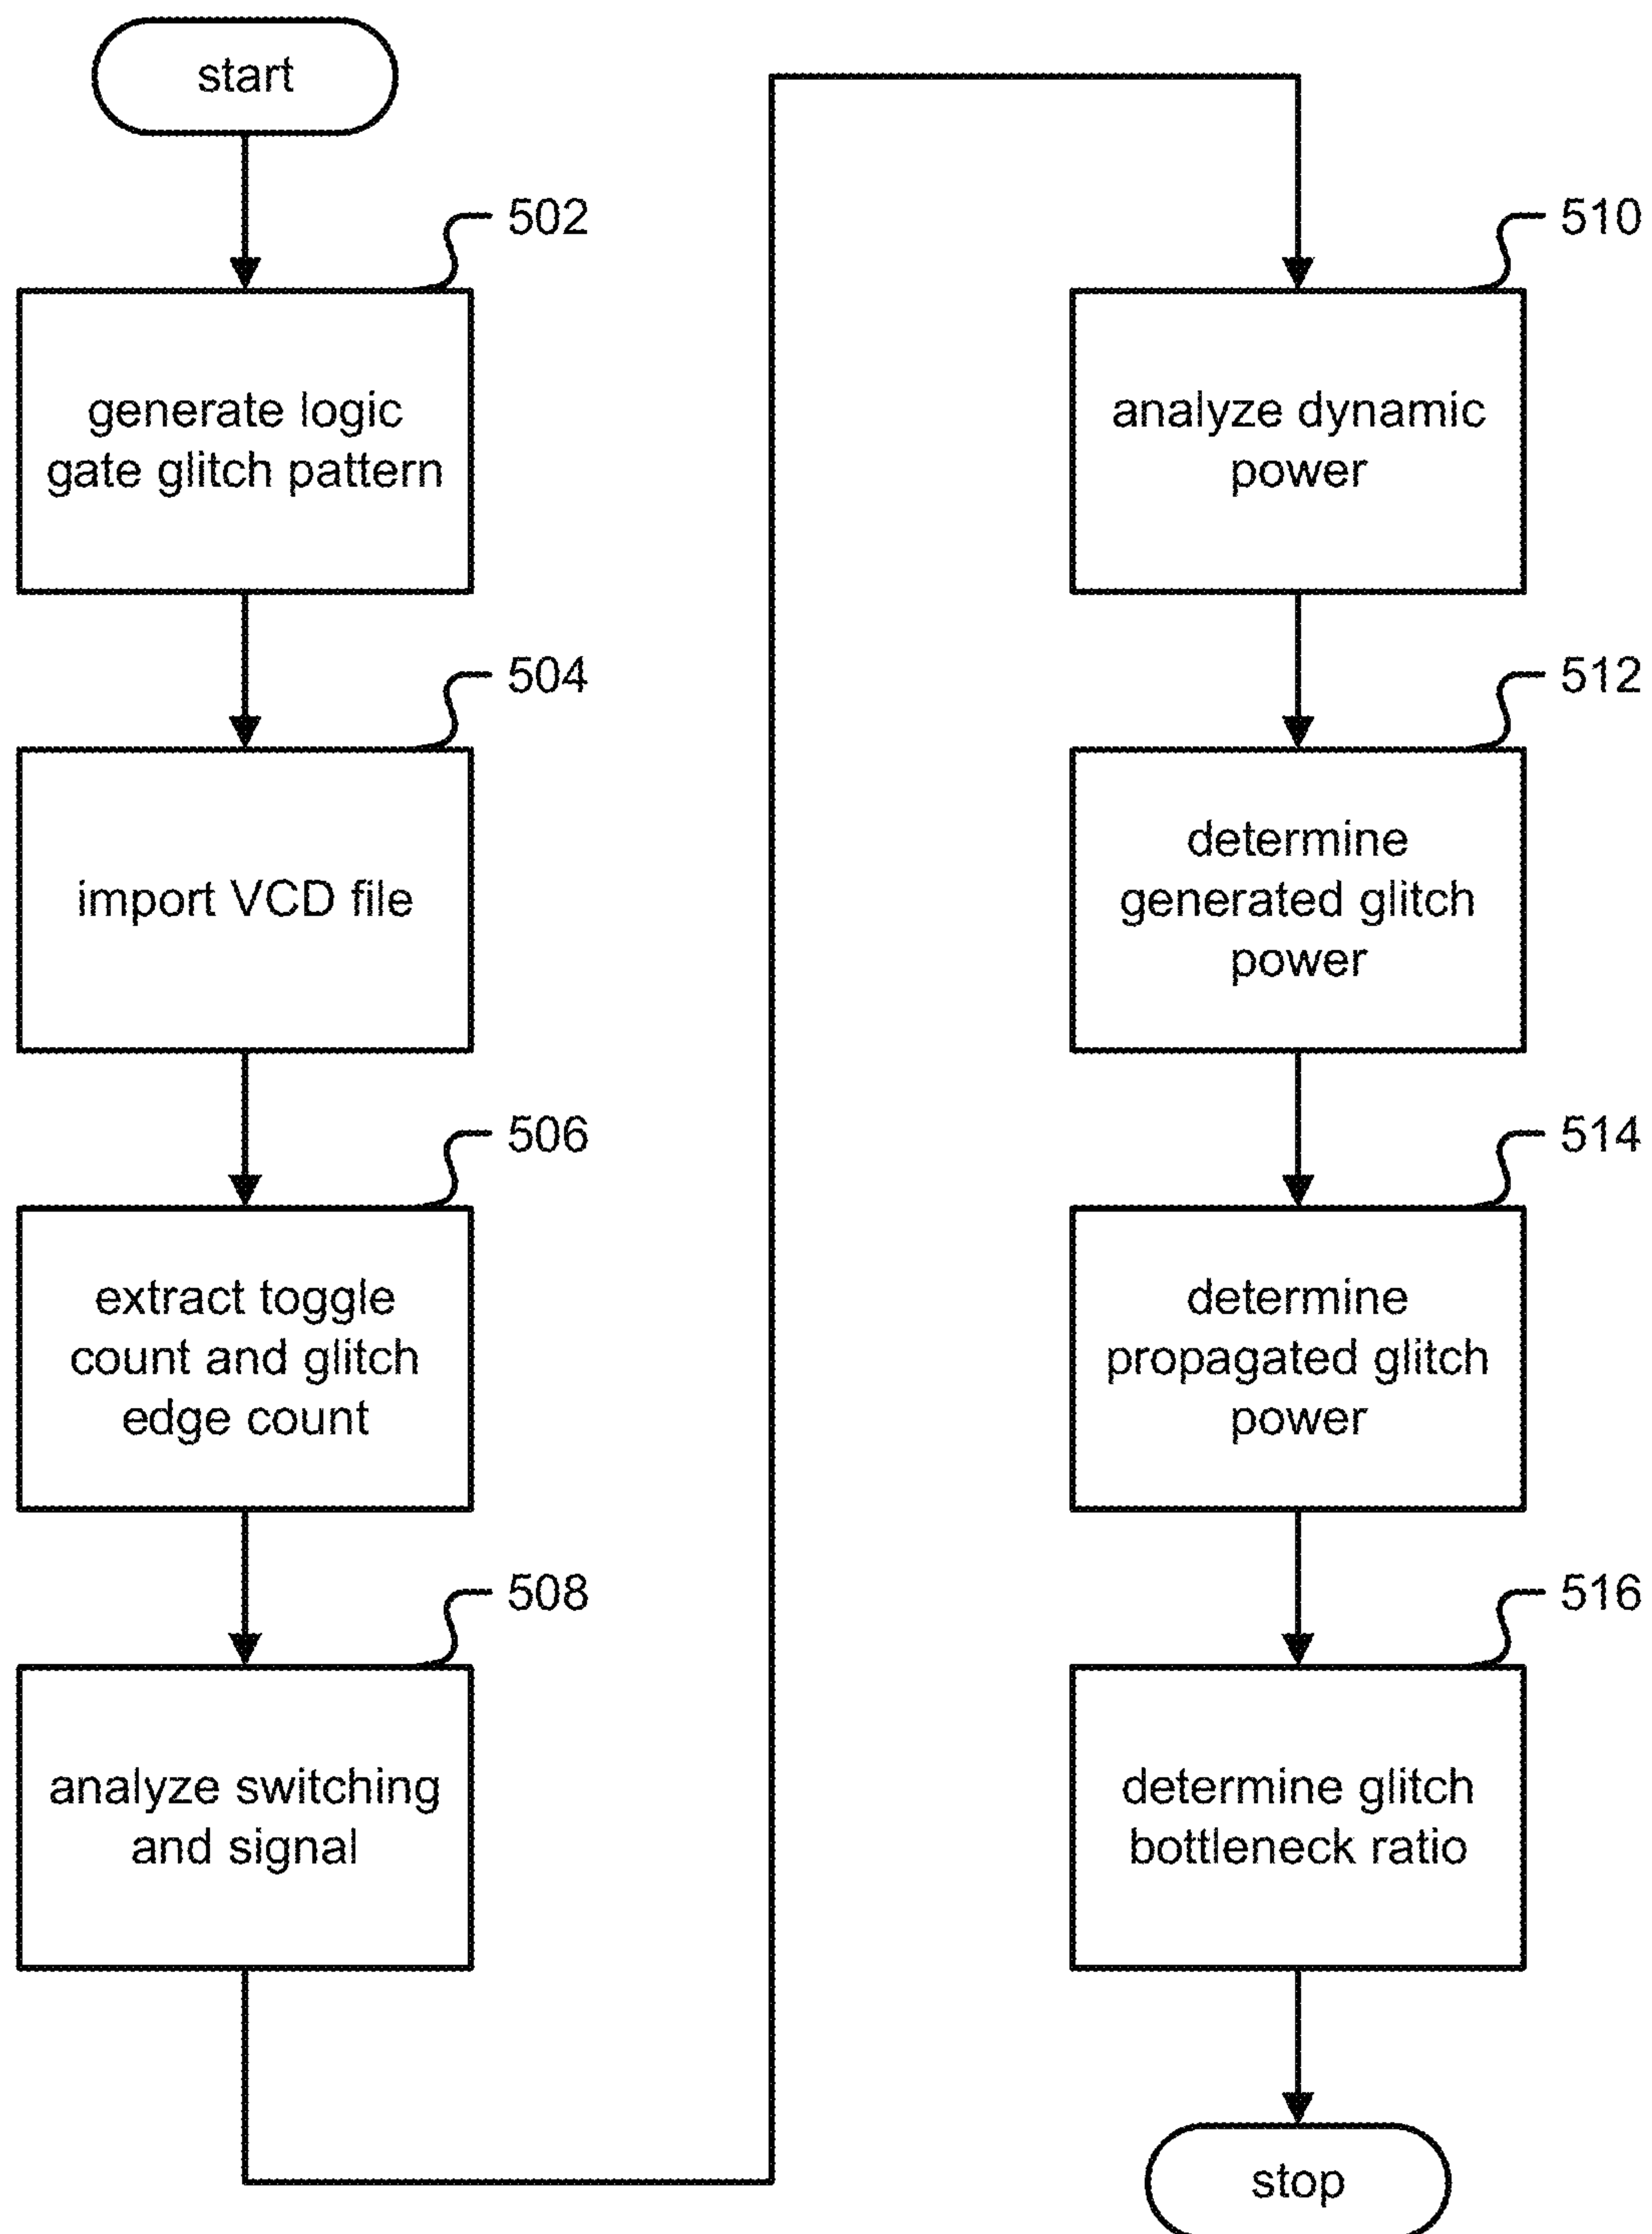 start
502
generate logic
gate glitch pattern
504
import VCD file
506
extract toggle
count and glitch
edge count
508
analyze switching
and signal
510
analyze dynamic
power
512
determine
generated glitch
power
514
determine
propagated glitch
power
516
determine glitch
bottleneck ratio
stop